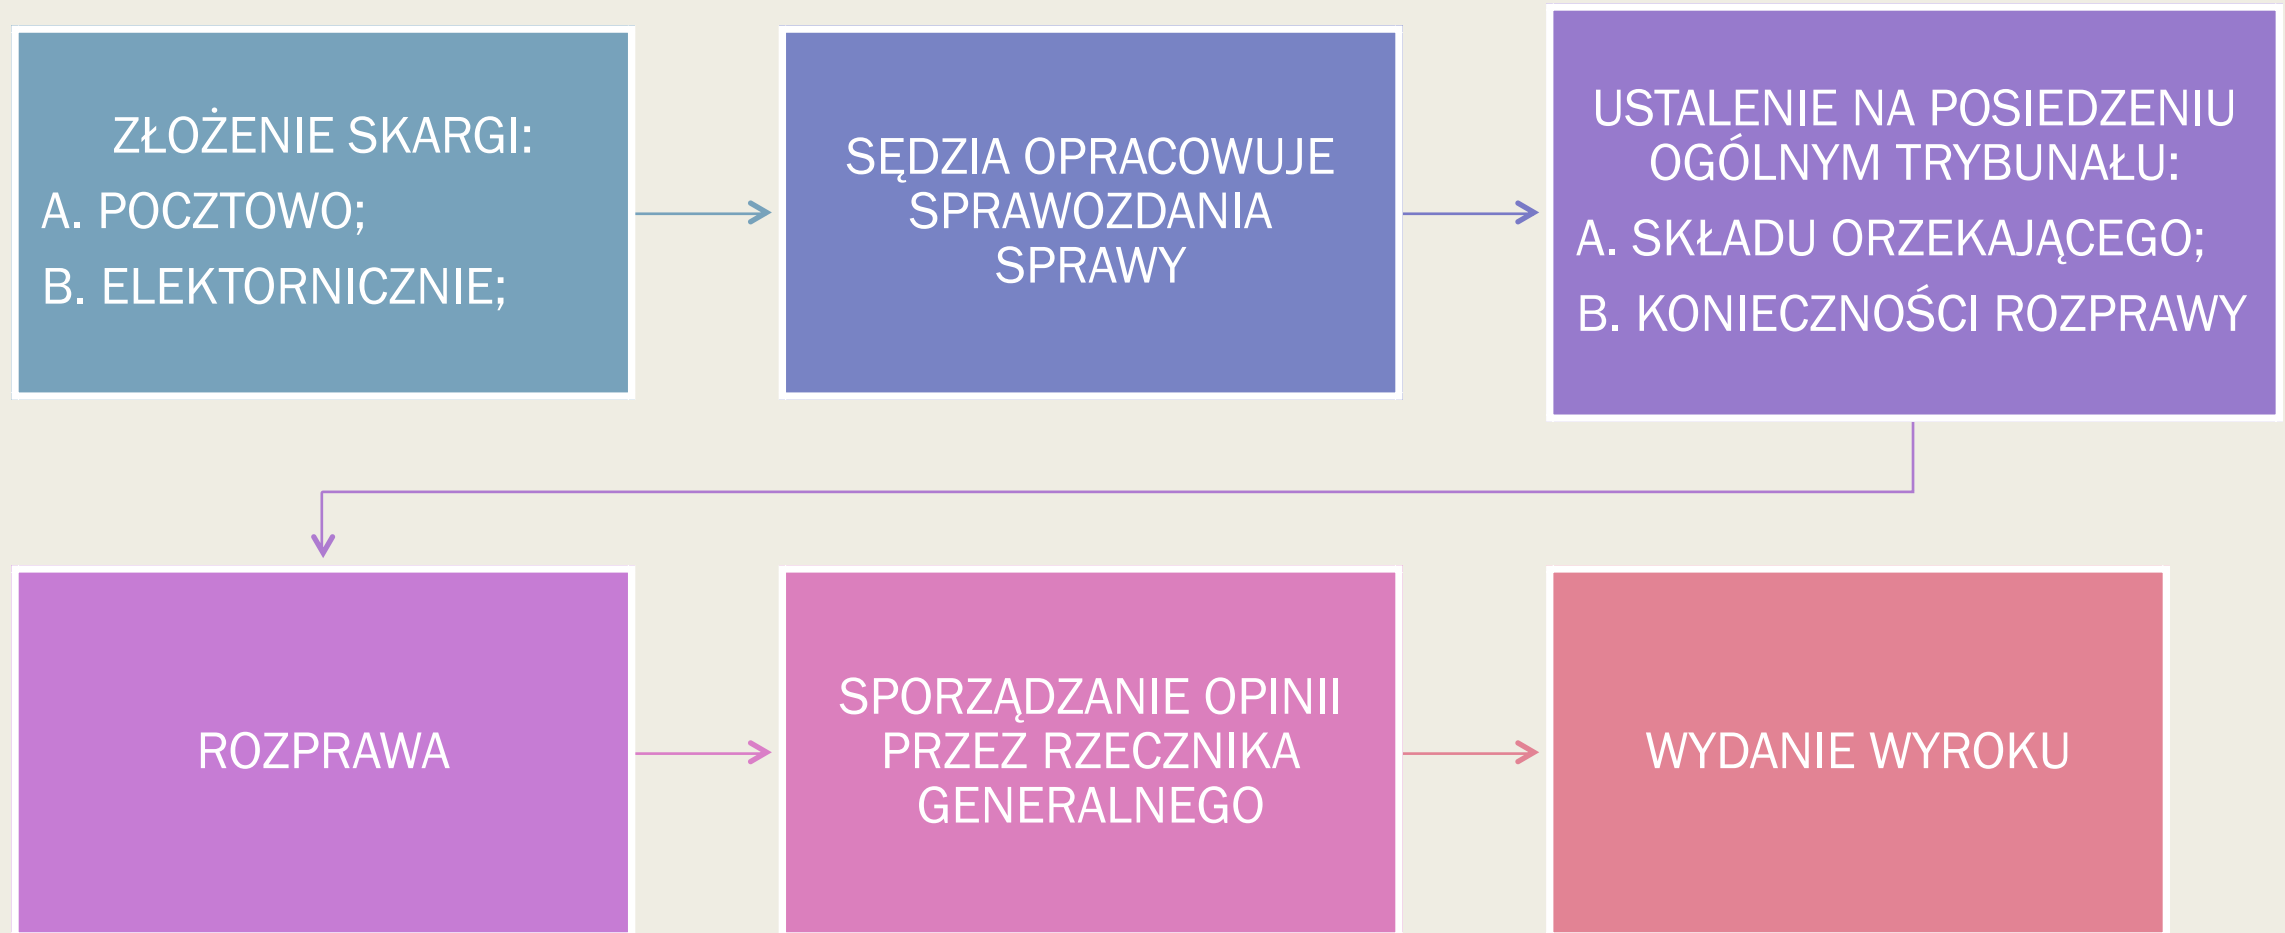 ZŁOŻENIE SKARGI:
A. POCZTOWO;
B. ELEKTORNICZNIE;
SĘDZIA OPRACOWUJE
SPRAWOZDANIA
SPRAWY
USTALENIE NA POSIEDZENIU
OGÓLNYM TRYBUNAŁU:
A. SKŁADU ORZEKAJĄCEGO;
B. KONIECZNOŚCI ROZPRAWY
ROZPRAWA
SPORZĄDZANIE OPINII
PRZEZ RZECZNIKA
GENERALNEGO
WYDANIE WYROKU